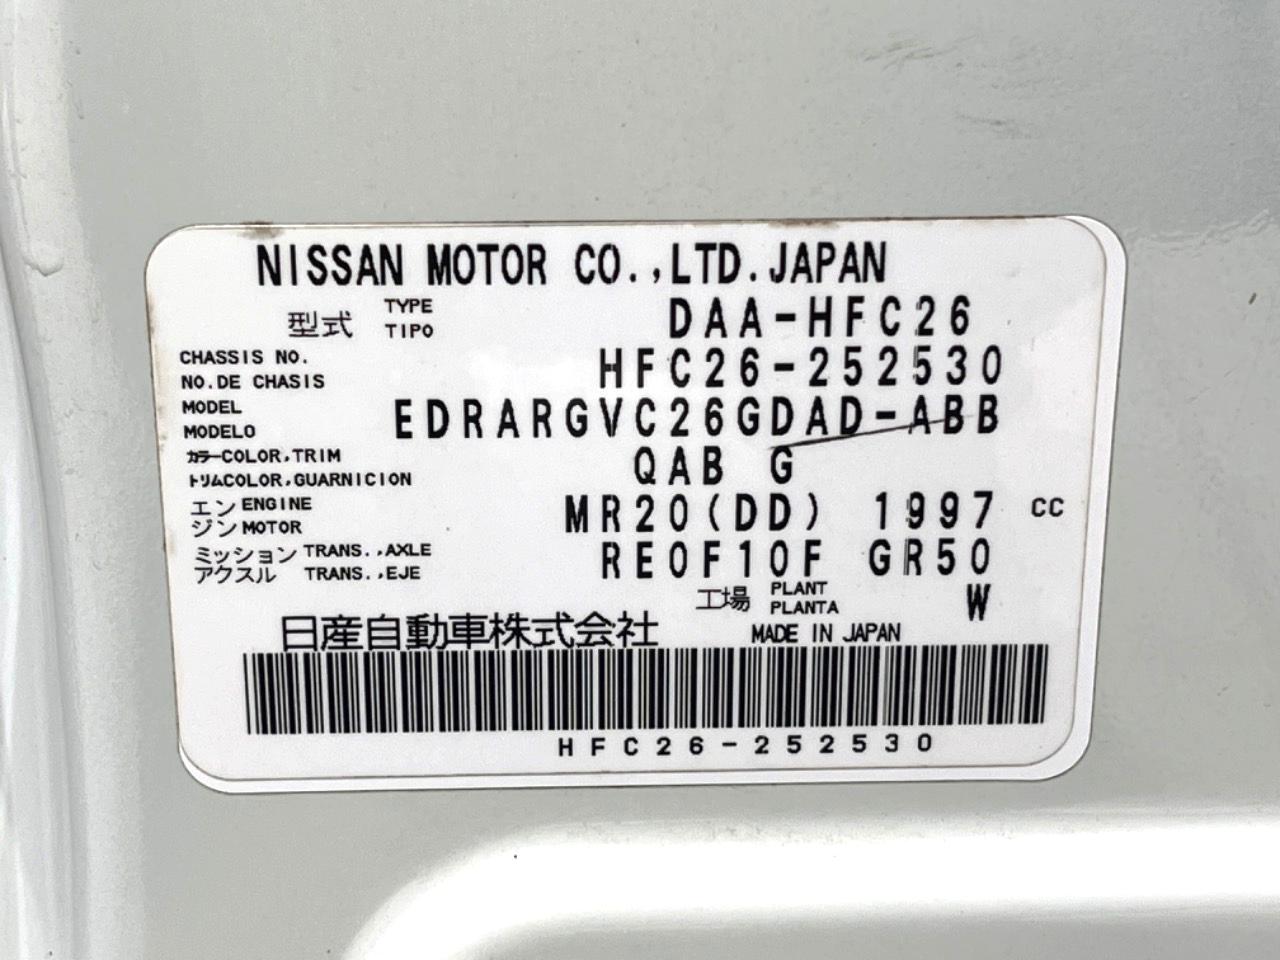 NISSAN MOTOR CO.,LTD.JAPAN
型式 TYPE TIPO DAA-HFC26
CHASSIS NO. NO.DE CHASIS HFC26-252530
MODEL MODELO EDRARGVC26GDAD-ABB
カラーCOLOR,TRIM QAB G
トリムCOLOR,GUARNICION
エンジン ENGINE MOTOR MR20(DD) 1997 CC
ミッション TRANS.,AXLE RE0F10F GR50
アクスル TRANS.,EJE
工場 PLANT PLANTA W
日産自動車株式会社 MADE IN JAPAN
HFC26-252530